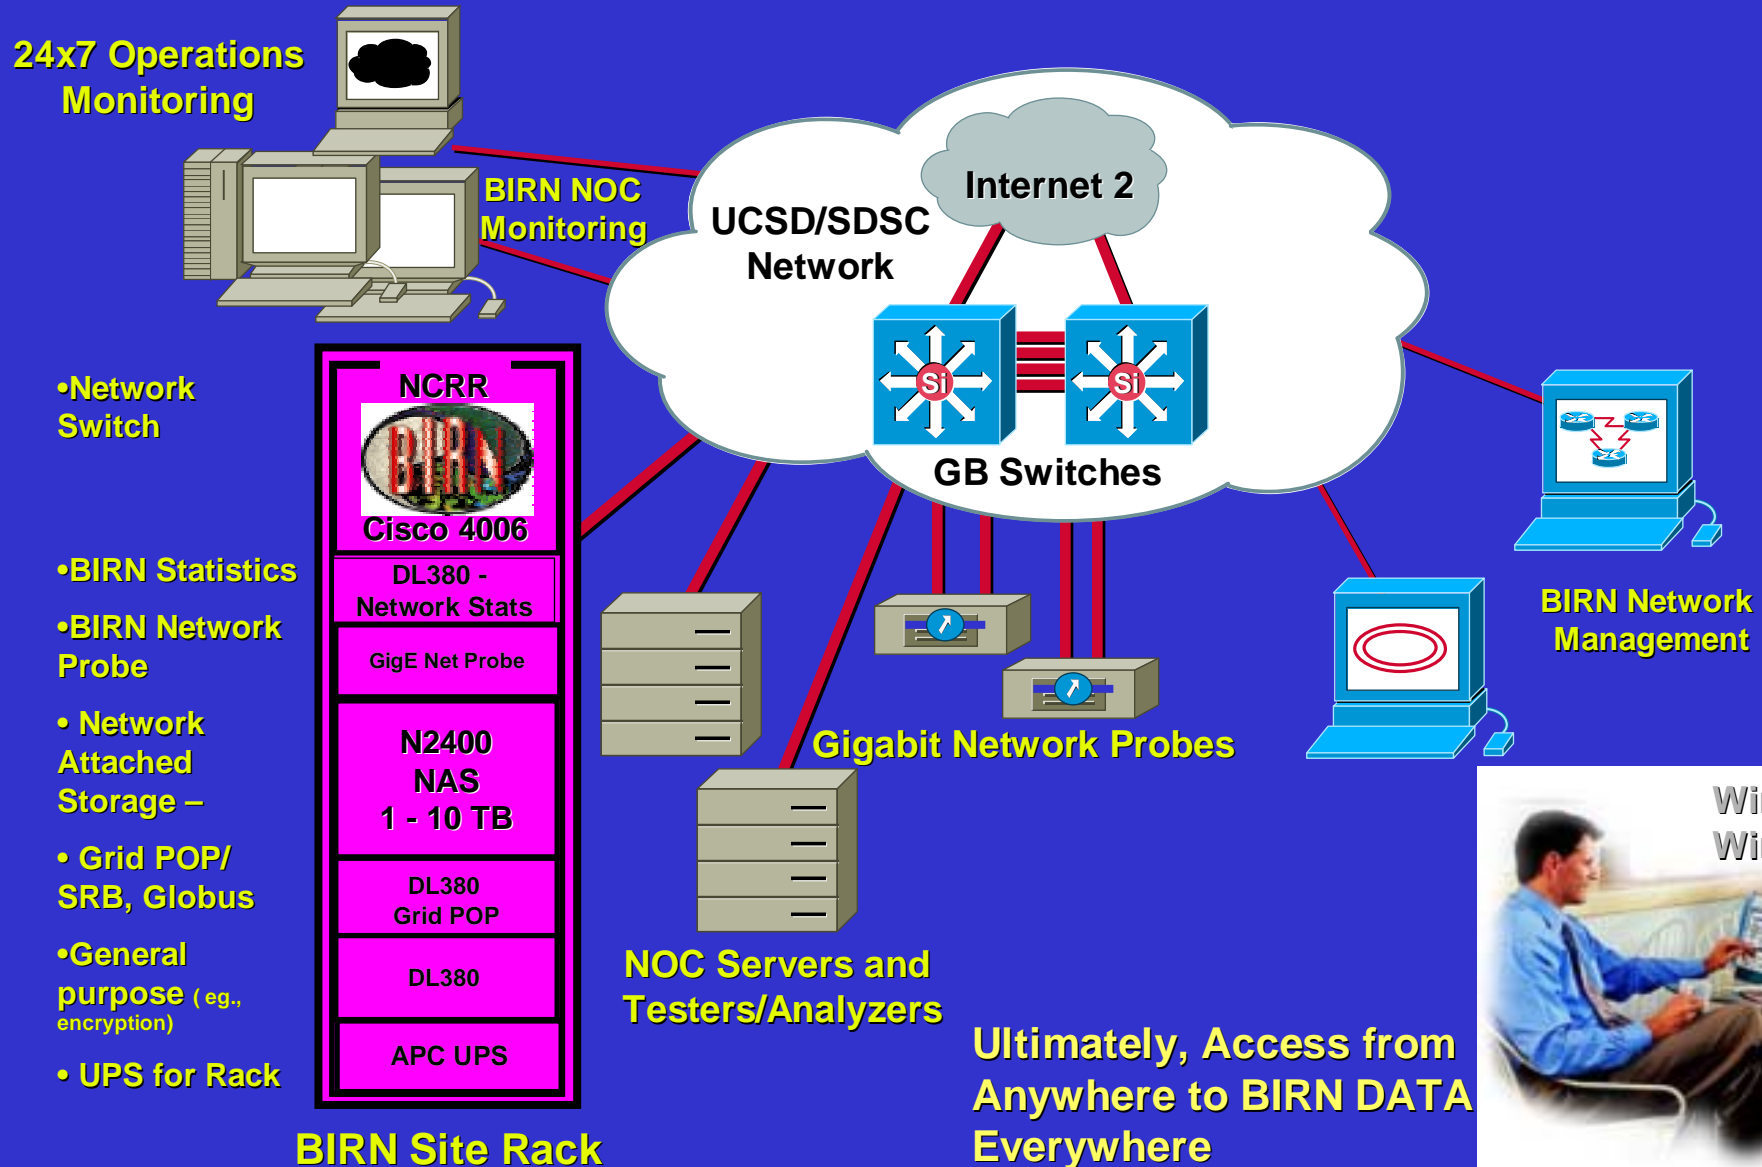 24x7 Operations
Monitoring
BIRN NOC
Monitoring
UCSD/SDSC
Network
Internet 2
Si
Si
GB Switches
•Network
Switch
•BIRN Statistics
•BIRN Network
Probe
• Network
Attached
Storage –
• Grid POP/
SRB, Globus
•General
purpose ( eg.,
encryption)
• UPS for Rack
NCRR
BIRN
Cisco 4006
DL380 -
Network Stats
GigE Net Probe
N2400
NAS
1 - 10 TB
DL380
Grid POP
DL380
APC UPS
BIRN Site Rack
Gigabit Network Probes
NOC Servers and
Testers/Analyzers
BIRN Network
Management
Ultimately, Access from
Anywhere to BIRN DATA
Everywhere